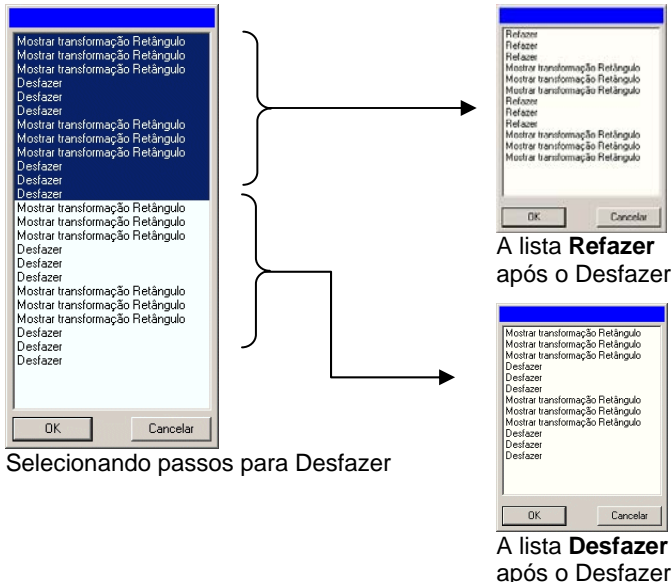 Mostrar transformação Retângulo
Mostrar transformação Retângulo
Mostrar transformação Retângulo
Desfazer
Desfazer
Desfazer
Mostrar transformação Retângulo
Mostrar transformação Retângulo
Mostrar transformação Retângulo
Desfazer
Desfazer
Desfazer
Mostrar transformação Retângulo
Mostrar transformação Retângulo
Mostrar transformação Retângulo
Desfazer
Desfazer
Desfazer
Mostrar transformação Retângulo
Mostrar transformação Retângulo
Mostrar transformação Retângulo
Desfazer
Desfazer
Desfazer
OK Cancelar
Selecionando passos para Desfazer
Refazer
Refazer
Refazer
Mostrar transformação Retângulo
Mostrar transformação Retângulo
Mostrar transformação Retângulo
Refazer
Refazer
Refazer
Mostrar transformação Retângulo
Mostrar transformação Retângulo
Mostrar transformação Retângulo
OK Cancelar
A lista Refazer
após o Desfazer
Mostrar transformação Retângulo
Mostrar transformação Retângulo
Mostrar transformação Retângulo
Desfazer
Desfazer
Desfazer
Mostrar transformação Retângulo
Mostrar transformação Retângulo
Mostrar transformação Retângulo
Desfazer
Desfazer
Desfazer
OK Cancelar
A lista Desfazer
após o Desfazer